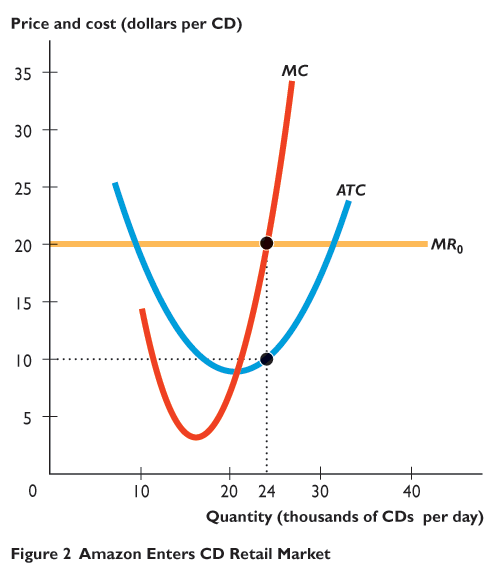 Price and cost (dollars per CD)
MC
35
30
25
ATC
20
MR0
15
10
5
0
10
20
24
30
40
Quantity (thousands of CDs per day)
Figure 2 Amazon Enters CD Retail Market